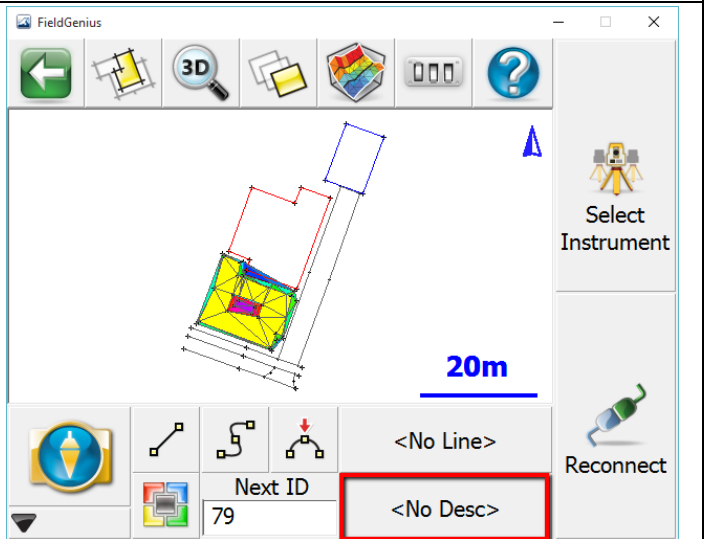 FieldGenius
3D
Select
Instrument
20m
<No Line>
Reconnect
Next ID
79
<No Desc>